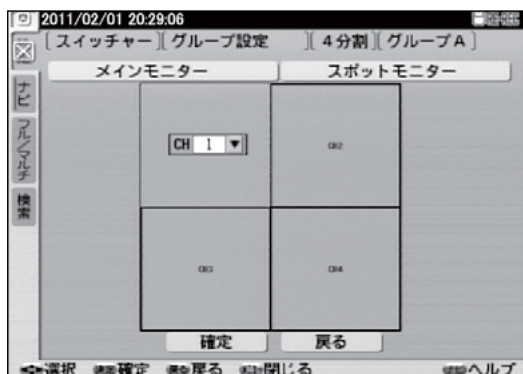 2011/02/01 20:29:06
[スイッチャー][グループ設定 ][４分割][グループA]
メインモニター スポットモニター
ナビ
フル/マルチ
検索
CH 1 ▼
CH2
CH3
CH4
確定 戻る
選択 確定 戻る 閉じる ヘルプ